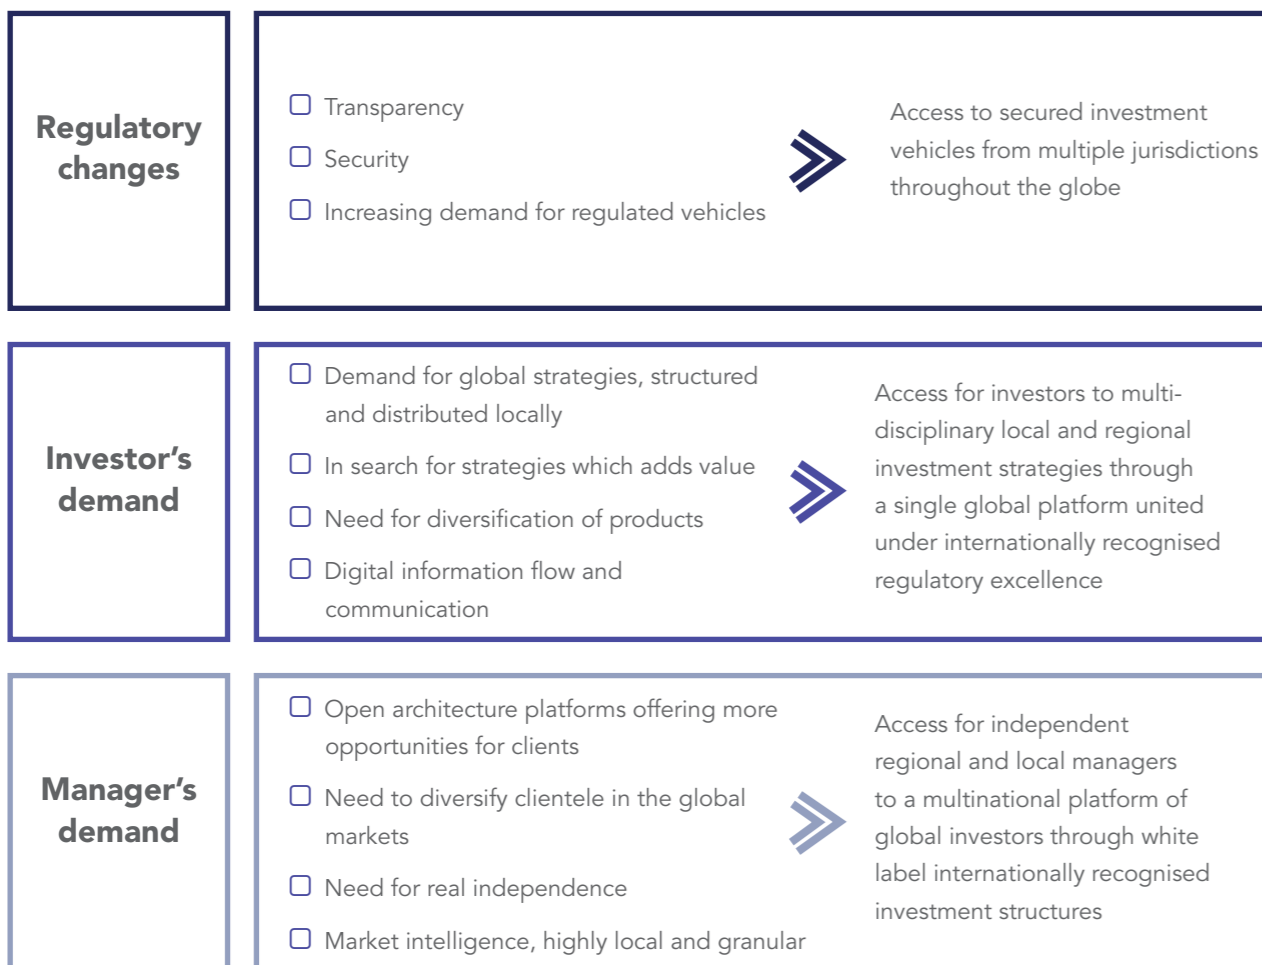 Regulatory
changes
Transparency
Security
Increasing demand for regulated vehicles
Access to secured investment
vehicles from multiple jurisdictions
throughout the globe
Investor’s
demand
Demand for global strategies, structured
and distributed locally
In search for strategies which adds value
Need for diversification of products
Digital information flow and
communication
Access for investors to multi-
disciplinary local and regional
investment strategies through
a single global platform united
under internationally recognised
regulatory excellence
Manager’s
demand
Open architecture platforms offering more
opportunities for clients
Need to diversify clientele in the global
markets
Need for real independence
Market intelligence, highly local and granular
Access for independent
regional and local managers
to a multinational platform of
global investors through white
label internationally recognised
investment structures